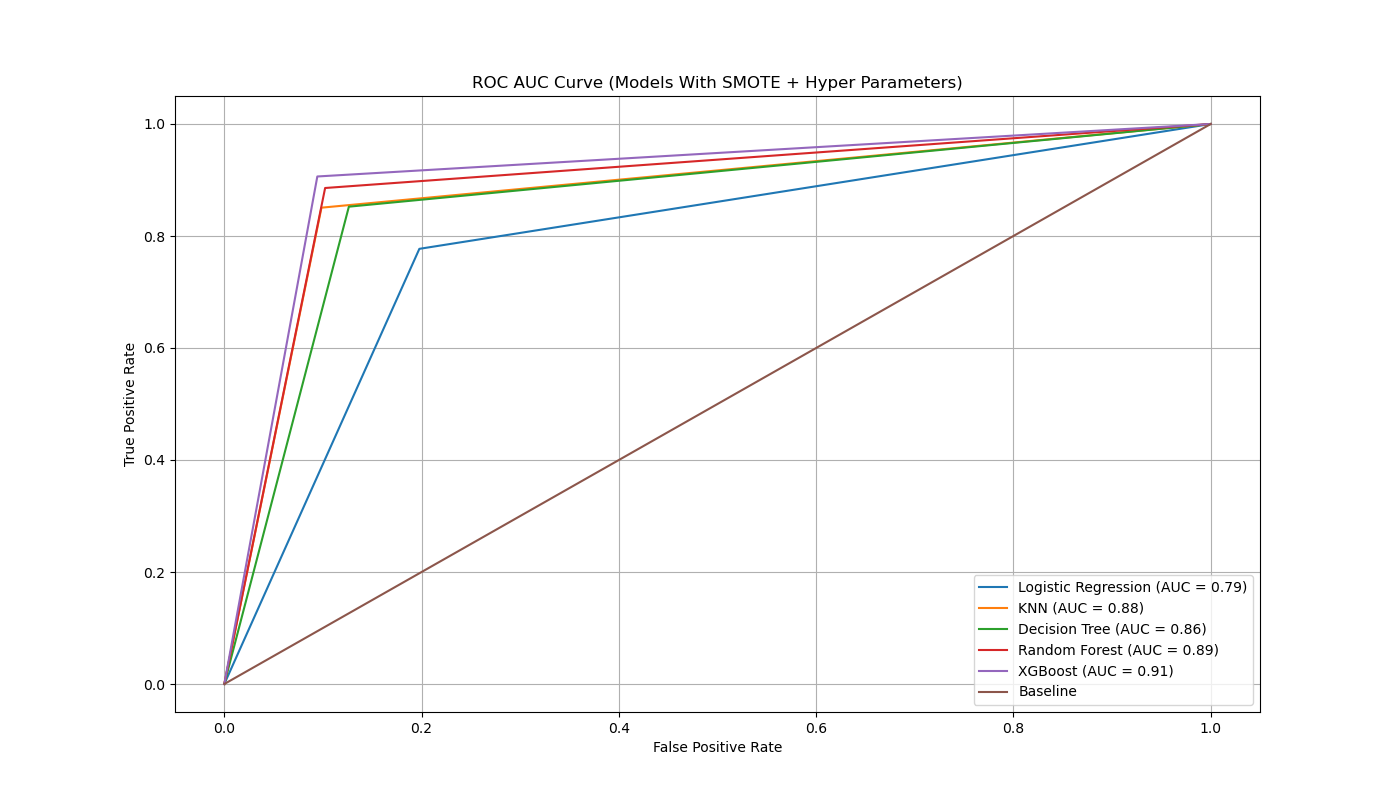 ROC AUC Curve (Models With SMOTE + Hyper Parameters)
1.0
0.8
0.6
0.4
0.2
0.0
True Positive Rate
0.0 0.2 0.4 0.6 0.8 1.0
False Positive Rate
Logistic Regression (AUC = 0.79)
KNN (AUC = 0.88)
Decision Tree (AUC = 0.86)
Random Forest (AUC = 0.89)
XGBoost (AUC = 0.91)
Baseline